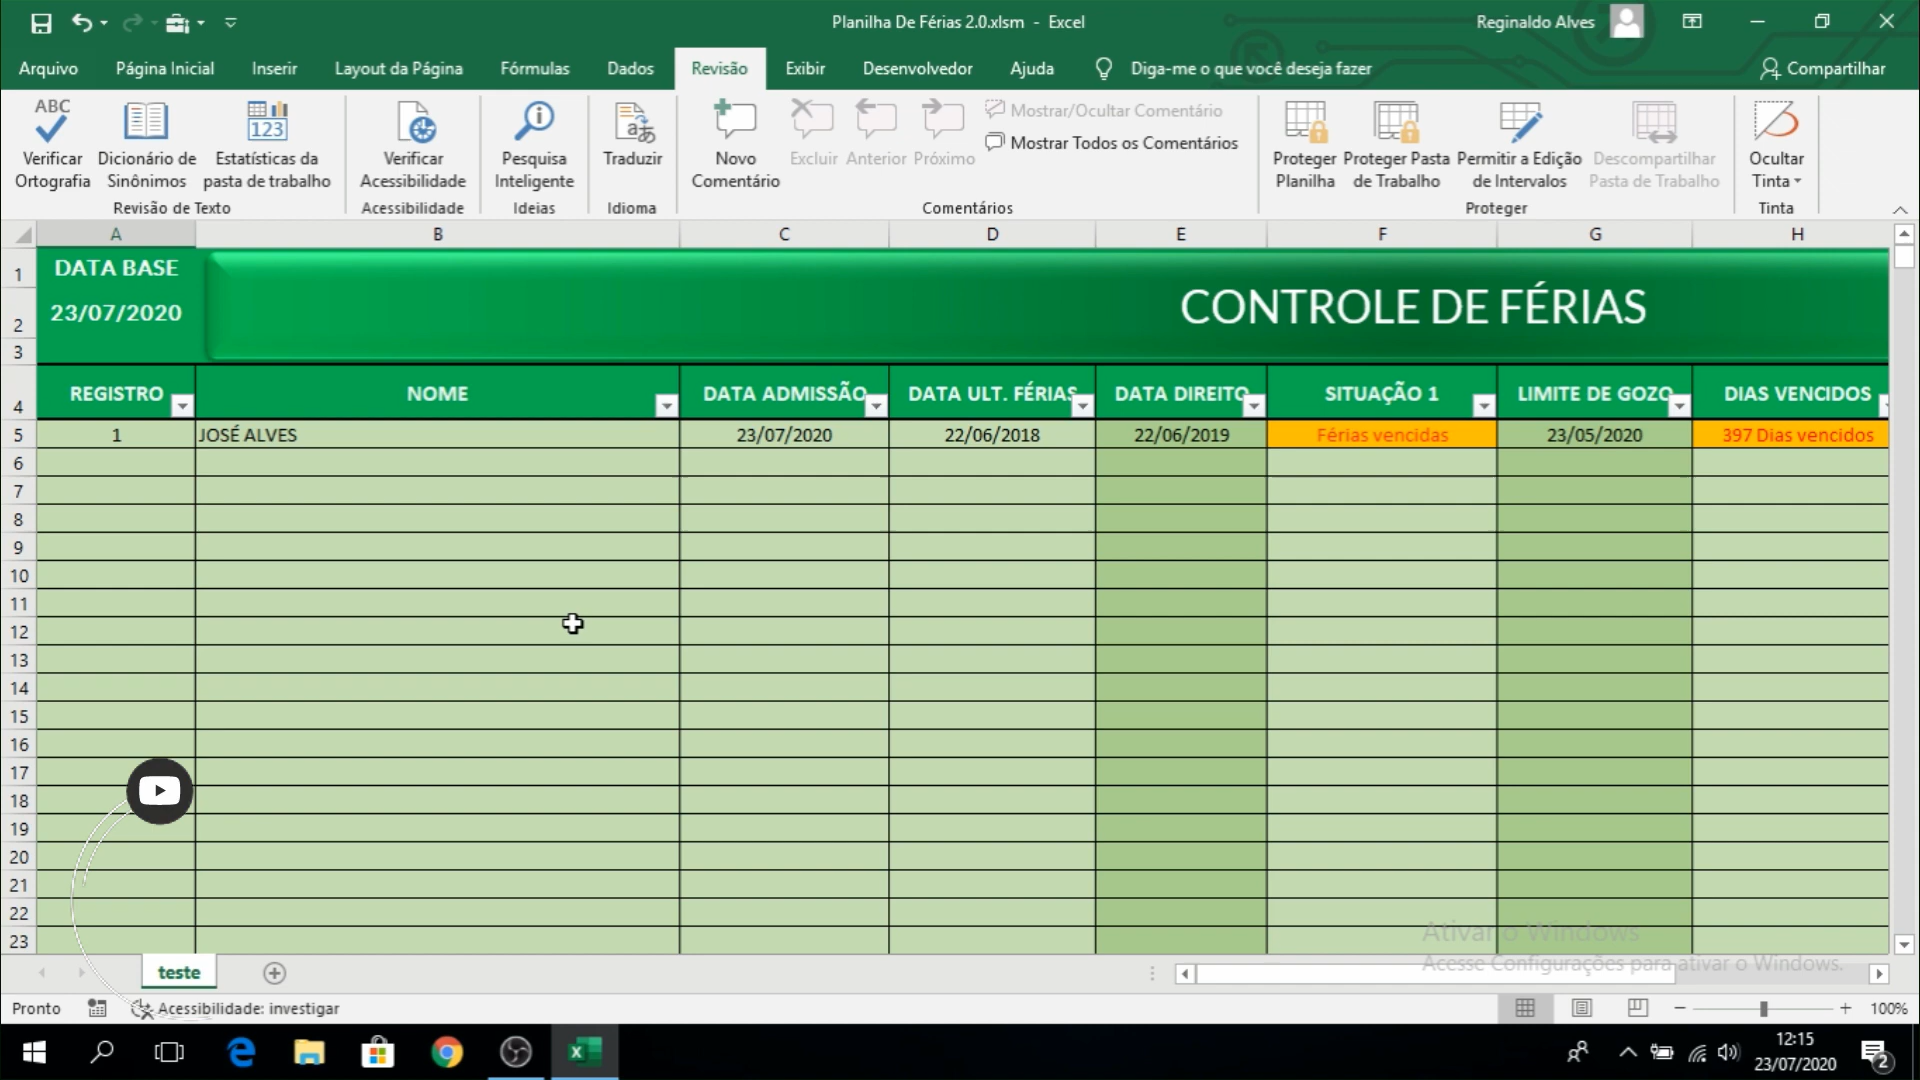 Planilha De Férias 2.0.xlsm - Excel
Reginaldo Alves
Arquivo Página Inicial Inserir Layout da Página Fórmulas Dados Revisão Exibir Desenvolvedor Ajuda Diga-me o que você deseja fazer Compartilhar
ABC
Verificar Ortografia
Dicionário de Sinônimos
123
Estatísticas da pasta de trabalho
Revisão de Texto
Verificar Acessibilidade
Acessibilidade
Pesquisa Inteligente
Ideias
Traduzir
Idioma
Novo Comentário
Excluir Anterior Próximo
Mostrar/Ocultar Comentário
Mostrar Todos os Comentários
Comentários
Proteger Planilha
Proteger Pasta de Trabalho
Permitir a Edição de Intervalos
Descompartilhar Pasta de Trabalho
Proteger
Ocultar Tinta
Tinta
A B C D E F G H
1 DATA BASE
2 23/07/2020 CONTROLE DE FÉRIAS
3
4 REGISTRO NOME DATA ADMISSÃO DATA ULT. FÉRIAS DATA DIREITO SITUAÇÃO 1 LIMITE DE GOZO DIAS VENCIDOS
5 1 JOSÉ ALVES 23/07/2020 22/06/2018 22/06/2019 Férias vencidas 23/05/2020 397 Dias vencidos
6
7
8
9
10
11
12
13
14
15
16
17
18
19
20
21
22
23
Ativar o Windows
Acesse Configurações para ativar o Windows.
teste
Pronto Acessibilidade: investigar 100%
12:15
23/07/2020
2